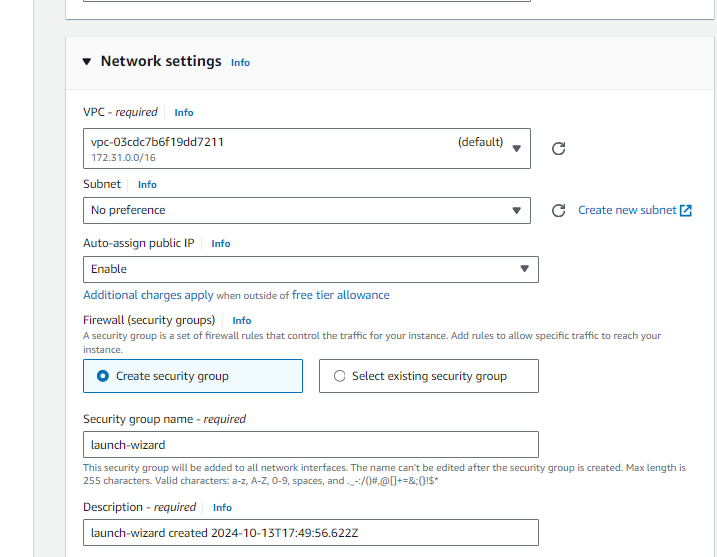 Network settings Info
VPC - required Info
vpc-03cdc7b6f19dd7211 (default)
172.31.0.0/16
Subnet Info
No preference Create new subnet
Auto-assign public IP Info
Enable
Additional charges apply when outside of free tier allowance
Firewall (security groups) Info
A security group is a set of firewall rules that control the traffic for your instance. Add rules to allow specific traffic to reach your
instance.
Create security group Select existing security group
Security group name - required
launch-wizard
This security group will be added to all network interfaces. The name can't be edited after the security group is created. Max length is
255 characters. Valid characters: a-z, A-Z, 0-9, spaces, and ._-:/()#,@[]+=&;{}!$*
Description - required Info
launch-wizard created 2024-10-13T17:49:56.622Z